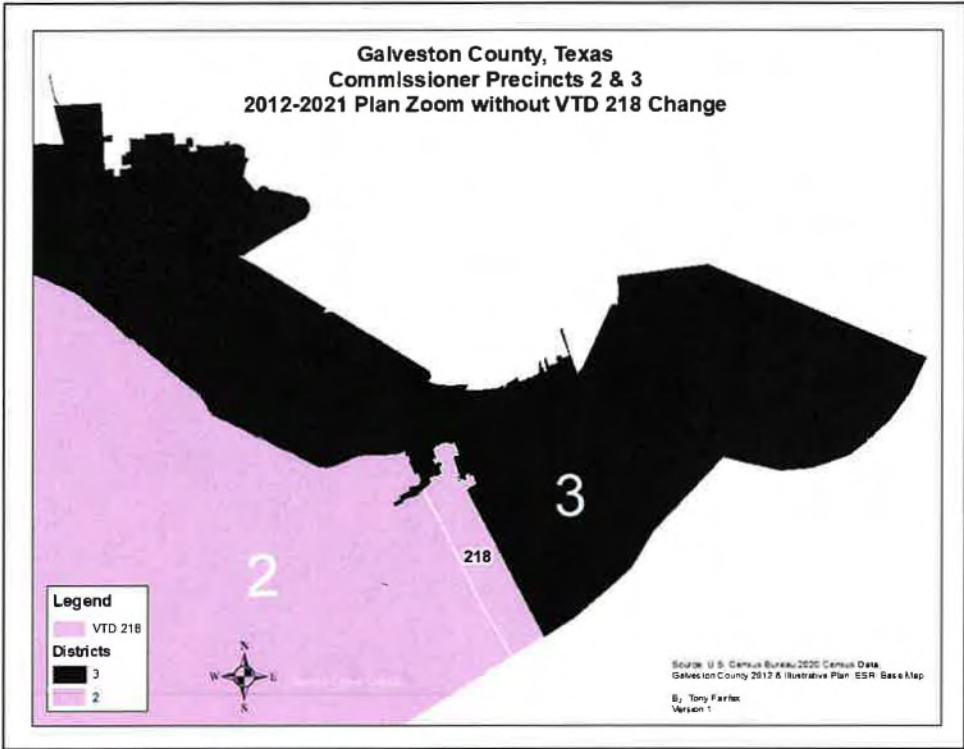 Galveston County, Texas
Commissioner Precincts 2 & 3
2012-2021 Plan Zoom without VTD 218 Change
3
218
2
Legend
VTD 218
Districts
3
2
N
W E
S
Source: U.S. Census Bureau 2020 Census Data
Galveston County 2012 & Illustrative Plan ESRI Base Map
By: Tony Fairfax
Version 1